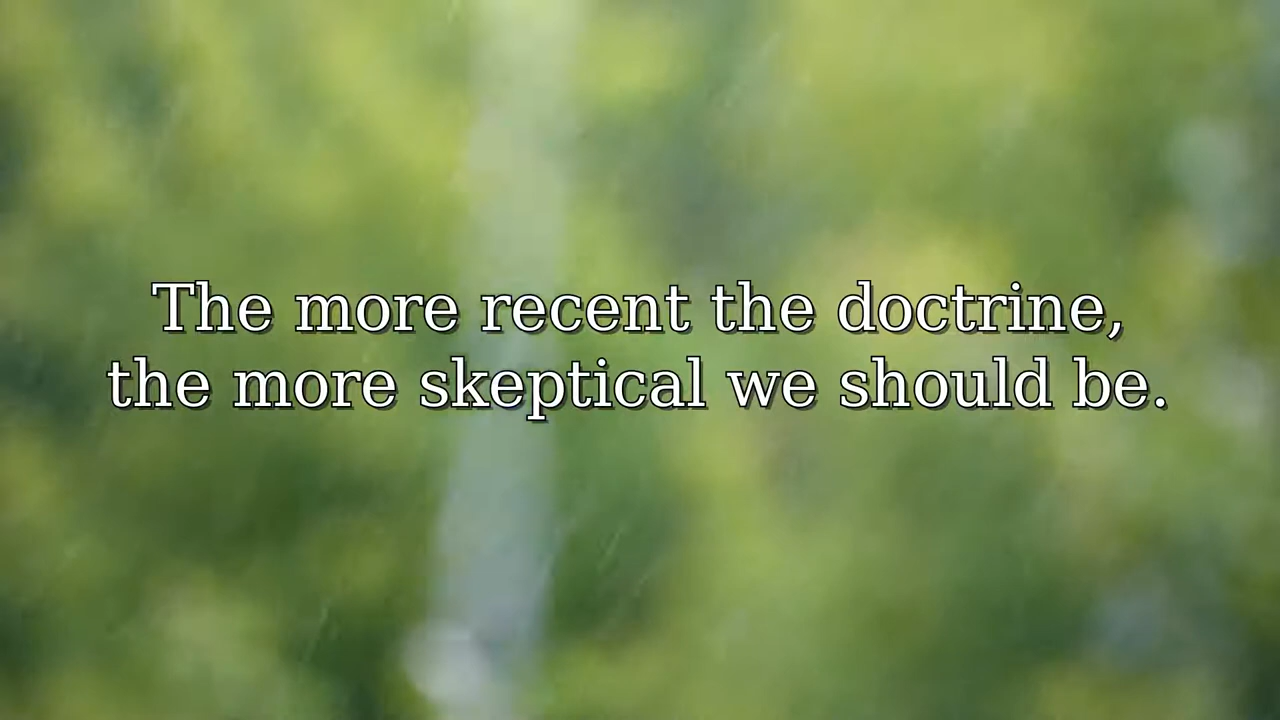 The more recent the doctrine,
the more skeptical we should be.